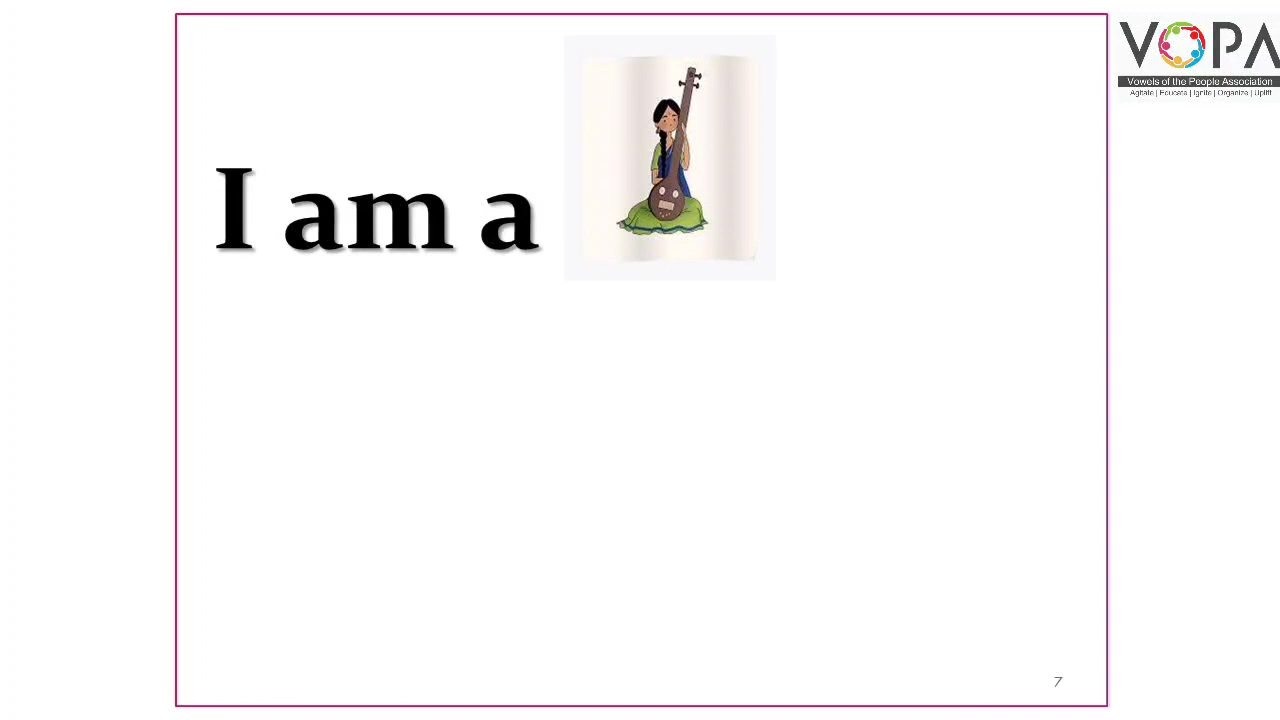 I am a
VOPA
Vowels of the People Association
Agitate | Educate | Ignite | Organize | Uplift
7